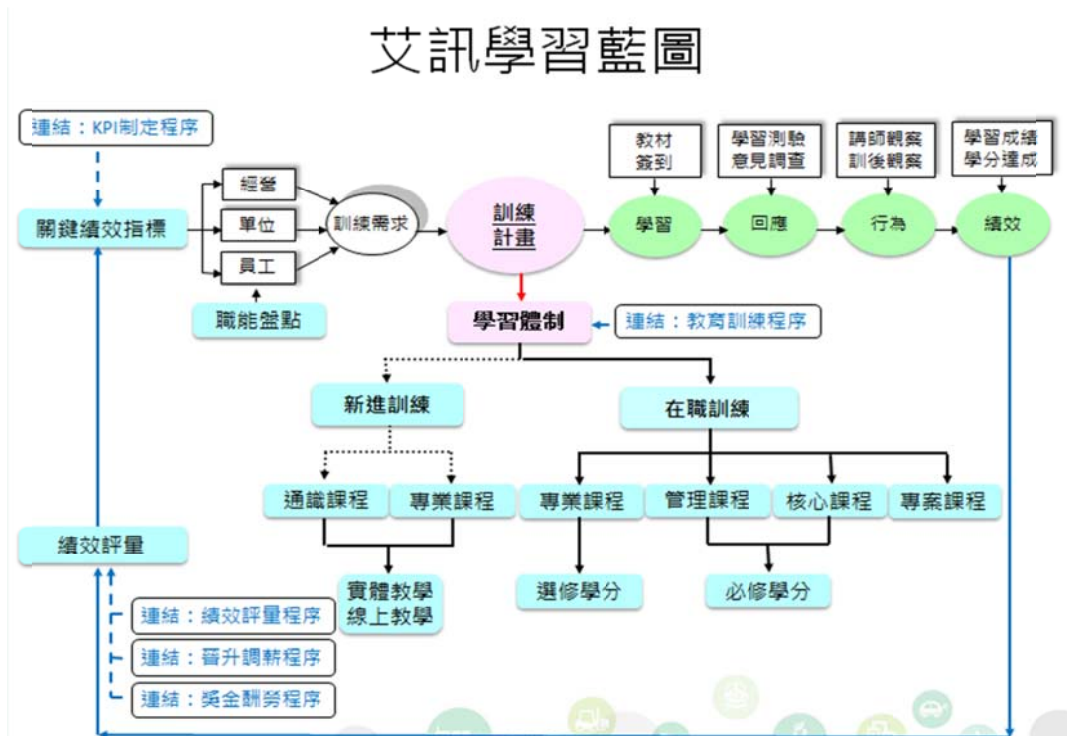 艾訊學習藍圖
連結：KPI制定程序
教材
簽到
學習測驗
意見調查
講師觀察
訓後觀察
學習成績
學分達成
關鍵績效指標
經營
單位
員工
訓練需求
訓練
計畫
學習
回應
行為
績效
職能盤點
學習體制
連結：教育訓練程序
新進訓練
在職訓練
通識課程
專業課程
專業課程
管理課程
核心課程
專案課程
績效評量
實體教學
線上教學
選修學分
必修學分
連結：績效評量程序
連結：晉升調薪程序
連結：獎金酬勞程序